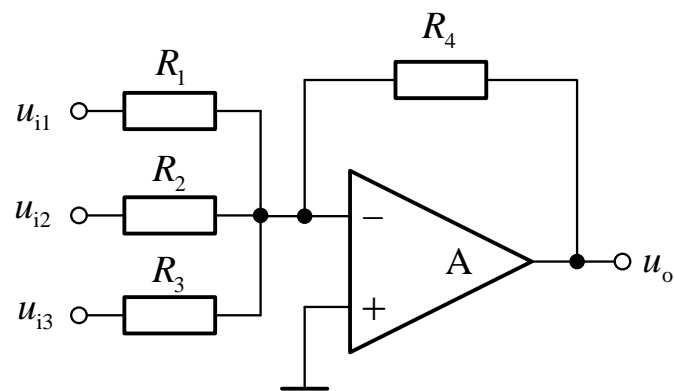 R₄
R₁
uᵢ₁
R₂
uᵢ₂
−
A
uₒ
R₃
+
uᵢ₃